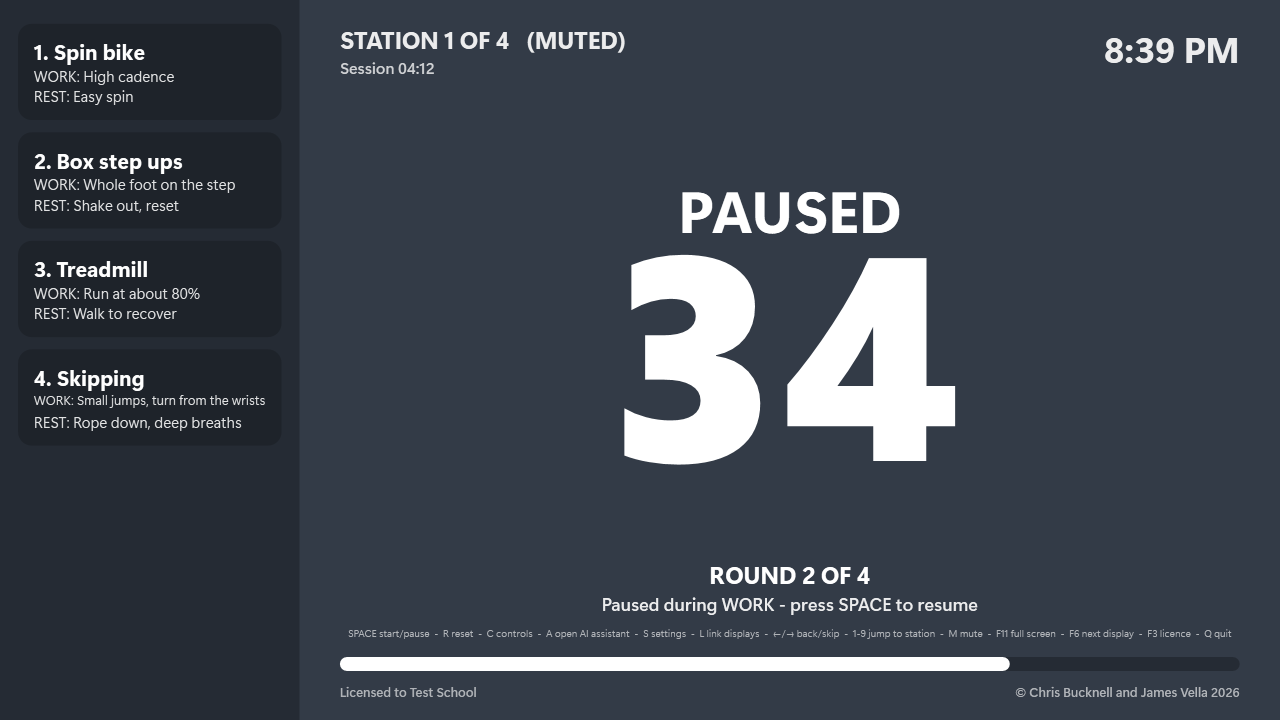 1. Spin bike
WORK: High cadence
REST: Easy spin
2. Box step ups
WORK: Whole foot on the step
REST: Shake out, reset
3. Treadmill
WORK: Run at about 80%
REST: Walk to recover
4. Skipping
WORK: Small jumps, turn from the wrists
REST: Rope down, deep breaths
STATION 1 OF 4 (MUTED)
Session 04:12
8:39 PM
PAUSED
34
ROUND 2 OF 4
Paused during WORK - press SPACE to resume
SPACE start/pause - R reset - C controls - A open AI assistant - S settings - L link displays - ←/→ back/skip - 1-9 jump to station - M mute - F11 full screen - F6 next display - F3 licence - Q quit
Licensed to Test School
© Chris Bucknell and James Vella 2026